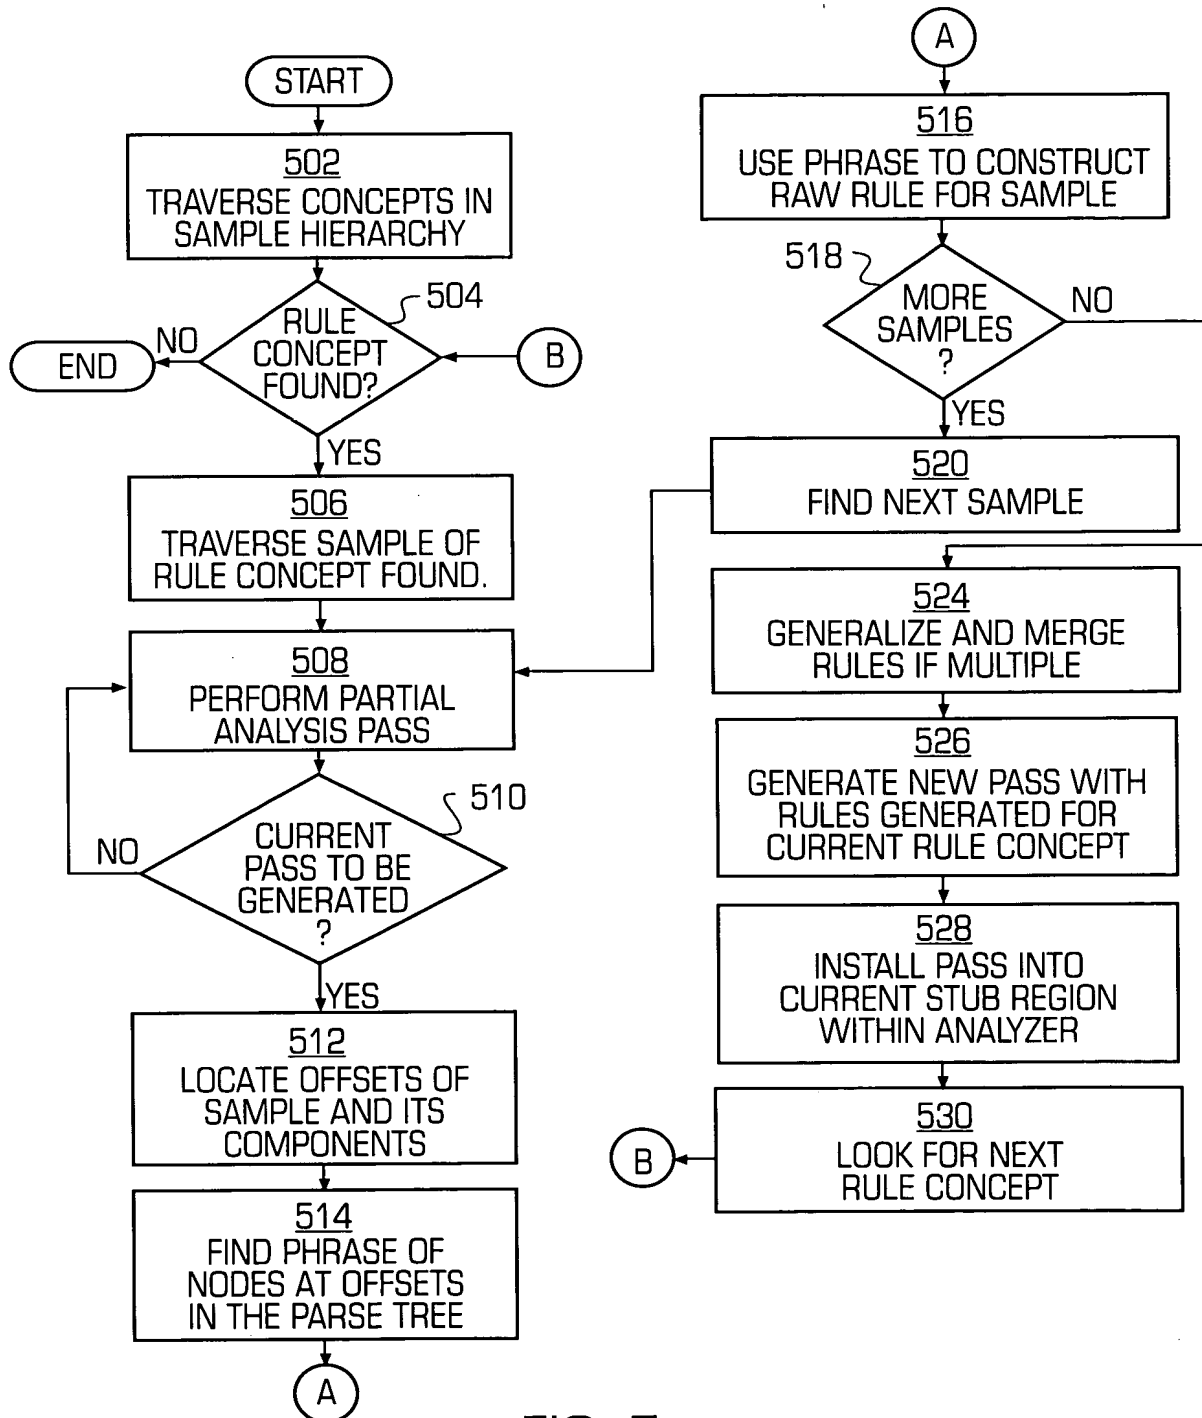 START
502
TRAVERSE CONCEPTS IN
SAMPLE HIERARCHY
504
RULE
CONCEPT
FOUND?
NO
END
B
YES
506
TRAVERSE SAMPLE OF
RULE CONCEPT FOUND.
508
PERFORM PARTIAL
ANALYSIS PASS
510
CURRENT
PASS TO BE
GENERATED
?
NO
YES
512
LOCATE OFFSETS OF
SAMPLE AND ITS
COMPONENTS
514
FIND PHRASE OF
NODES AT OFFSETS
IN THE PARSE TREE
A
A
516
USE PHRASE TO CONSTRUCT
RAW RULE FOR SAMPLE
518
MORE
SAMPLES
?
NO
YES
520
FIND NEXT SAMPLE
524
GENERALIZE AND MERGE
RULES IF MULTIPLE
526
GENERATE NEW PASS WITH
RULES GENERATED FOR
CURRENT RULE CONCEPT
528
INSTALL PASS INTO
CURRENT STUB REGION
WITHIN ANALYZER
530
LOOK FOR NEXT
RULE CONCEPT
B